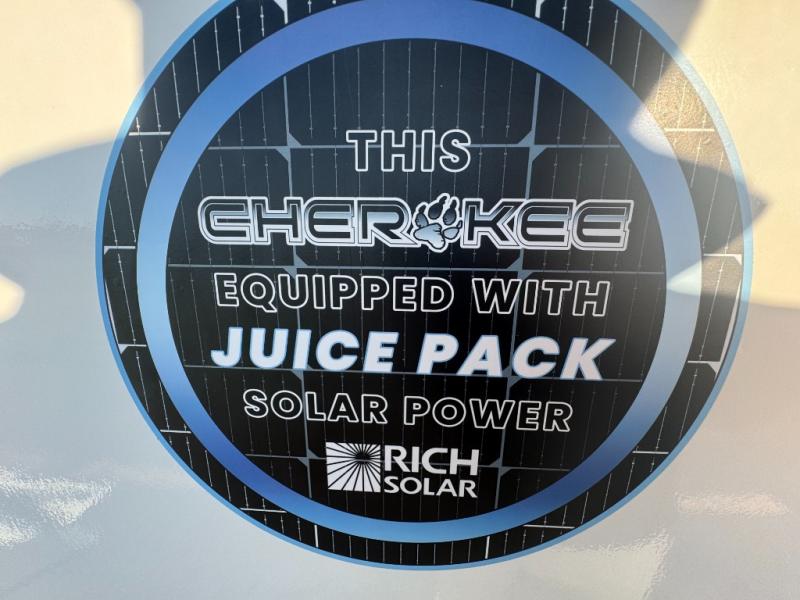 THIS
CHEROKEE
EQUIPPED WITH
JUICE PACK
SOLAR POWER
RICH
SOLAR